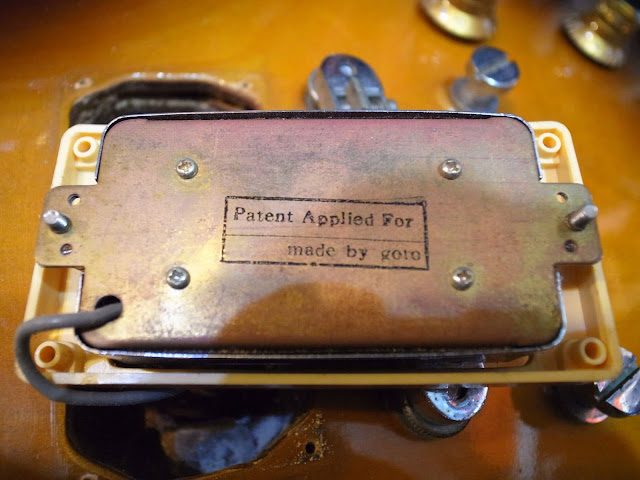 Patent Applied For
made by goto